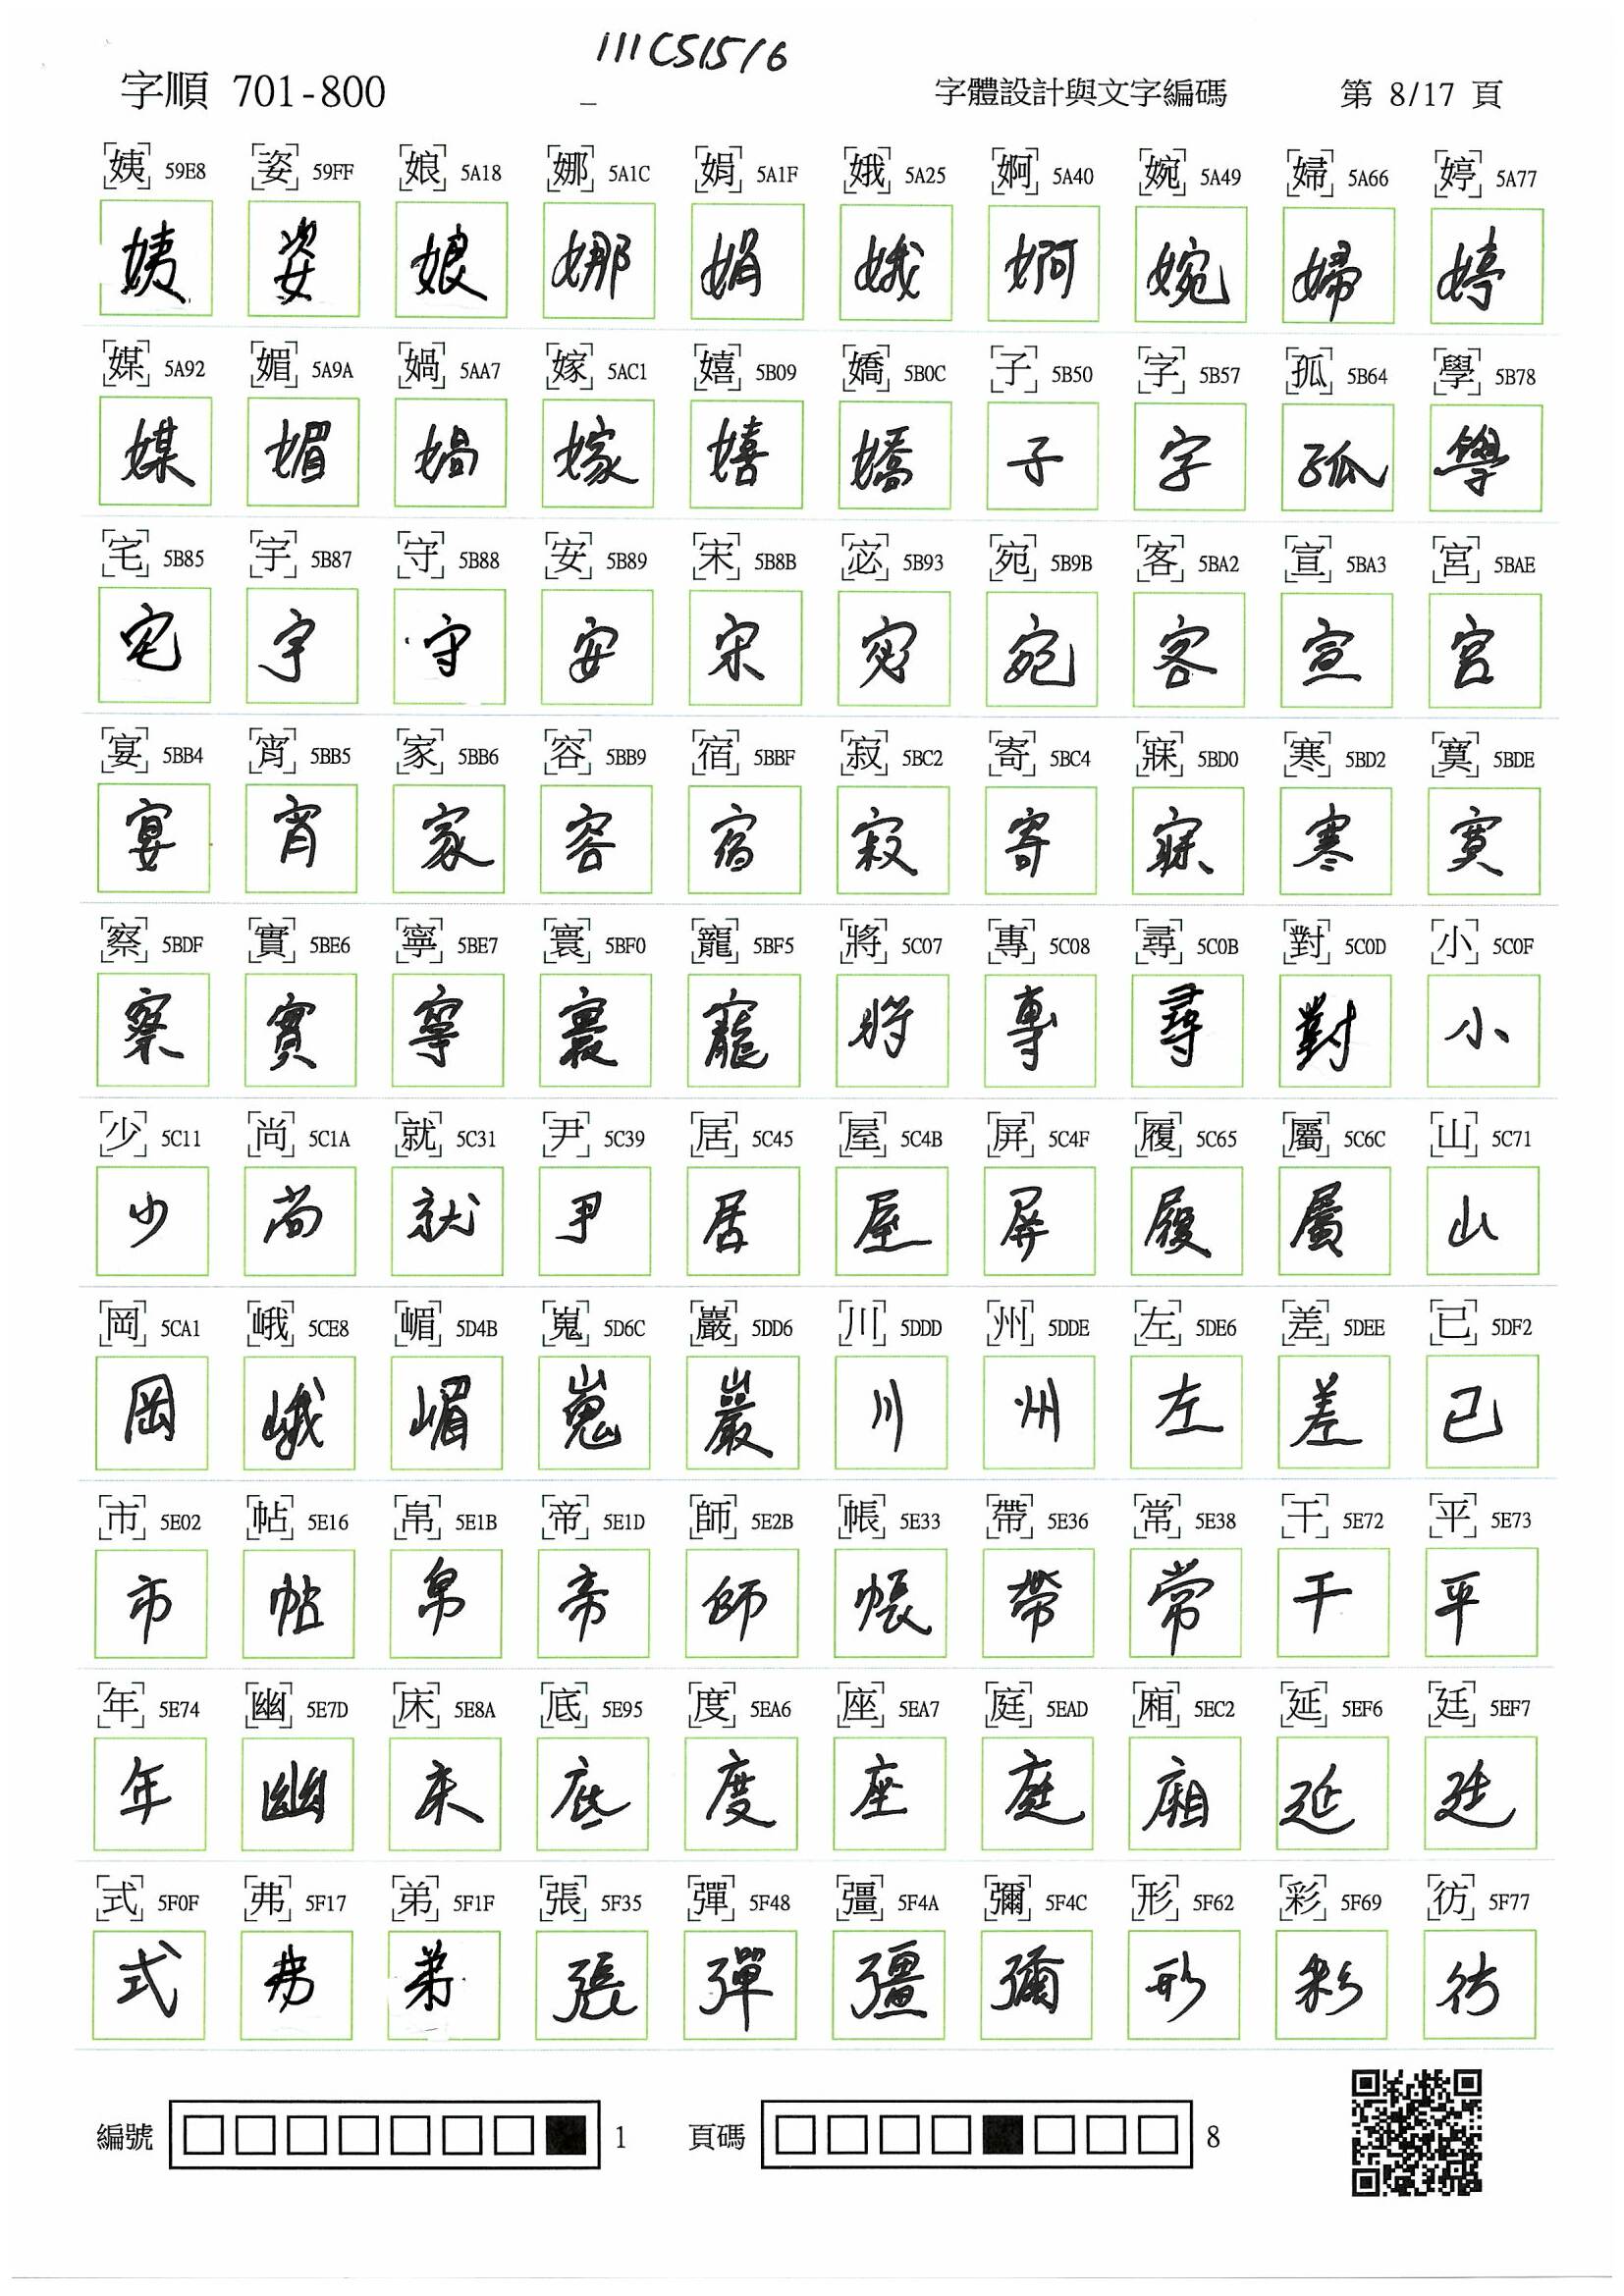 111C51516
字順 701-800 字體設計與文字編碼 第 8/17 頁
姨 59E8 姿 59FF 娘 5A18 娜 5A1C 娟 5A1F 娥 5A25 婀 5A40 婉 5A49 婦 5A66 婷 5A77
姨 姿 娘 娜 娟 娥 婀 婉 婦 婷
媒 5A92 媚 5A9A 媧 5AA7 嫁 5AC1 嬉 5B09 嬌 5B0C 子 5B50 字 5B57 孤 5B64 學 5B78
媒 媚 媧 嫁 嬉 嬌 子 字 孤 學
宅 5B85 宇 5B87 守 5B88 安 5B89 宋 5B8B 宓 5B93 宛 5B9B 客 5BA2 宣 5BA3 宮 5BAE
宅 宇 守 安 宋 宓 宛 客 宣 宮
宴 5BB4 宵 5BB5 家 5BB6 容 5BB9 宿 5BBF 寂 5BC2 寄 5BC4 寐 5BD0 寒 5BD2 寞 5BDE
宴 宵 家 容 宿 寂 寄 寐 寒 寞
察 5BDF 實 5BE6 寧 5BE7 寰 5BF0 寵 5BF5 將 5C07 專 5C08 尋 5C0B 對 5C0D 小 5C0F
察 實 寧 寰 寵 將 專 尋 對 小
少 5C11 尚 5C1A 就 5C31 尹 5C39 居 5C45 屋 5C4B 屏 5C4F 履 5C65 屬 5C6C 山 5C71
少 尚 就 尹 居 屋 屏 履 屬 山
岡 5CA1 峨 5CE8 嵋 5D4B 嵬 5D6C 巖 5DD6 川 5DDD 州 5DDE 左 5DE6 差 5DEE 已 5DF2
岡 峨 嵋 嵬 巖 川 州 左 差 已
市 5E02 帖 5E16 帛 5E1B 帝 5E1D 師 5E2B 帳 5E33 帶 5E36 常 5E38 干 5E72 平 5E73
市 帖 帛 帝 師 帳 帶 常 干 平
年 5E74 幽 5E7D 床 5E8A 底 5E95 度 5EA6 座 5EA7 庭 5EAD 廂 5EC2 延 5EF6 廷 5EF7
年 幽 床 底 度 座 庭 廂 延 廷
式 5F0F 弗 5F17 弟 5F1F 張 5F35 彈 5F48 彊 5F4A 彌 5F4C 形 5F62 彩 5F69 彷 5F77
式 弗 弟 張 彈 彊 彌 形 彩 彷
編號 1 頁碼 8